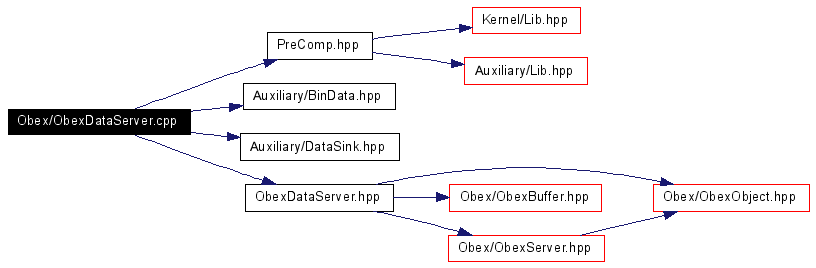 Kernel/Lib.hpp
PreComp.hpp
Auxiliary/Lib.hpp
Auxiliary/BinData.hpp
Obex/ObexDataServer.cpp
Auxiliary/DataSink.hpp
ObexDataServer.hpp
Obex/ObexBuffer.hpp
Obex/ObexObject.hpp
Obex/ObexServer.hpp